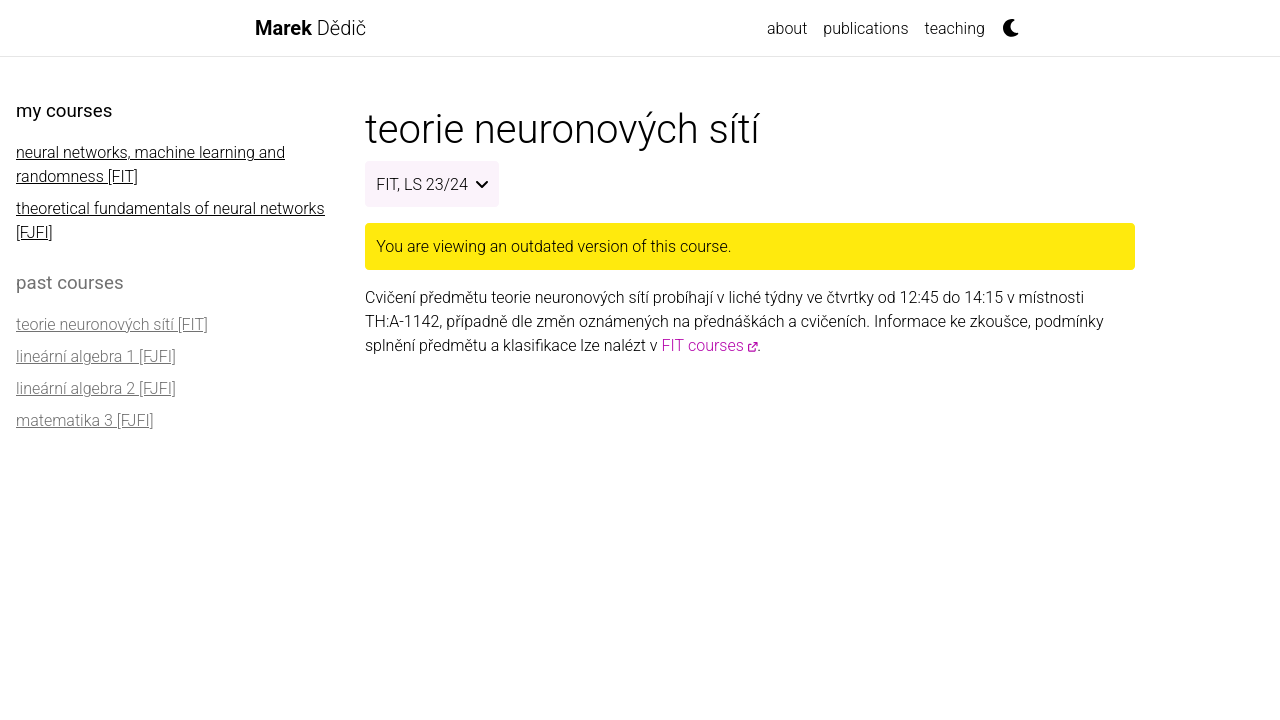 Marek Dědič
about publications teaching
my courses
neural networks, machine learning and
randomness [FIT]
theoretical fundamentals of neural networks
[FJFI]
past courses
teorie neuronových sítí [FIT]
lineární algebra 1 [FJFI]
lineární algebra 2 [FJFI]
matematika 3 [FJFI]
teorie neuronových sítí
FIT, LS 23/24
You are viewing an outdated version of this course.
Cvičení předmětu teorie neuronových sítí probíhají v liché týdny ve čtvrtky od 12:45 do 14:15 v místnosti
TH:A-1142, případně dle změn oznámených na přednáškách a cvičeních. Informace ke zkoušce, podmínky
splnění předmětu a klasifikace lze nalézt v FIT courses.